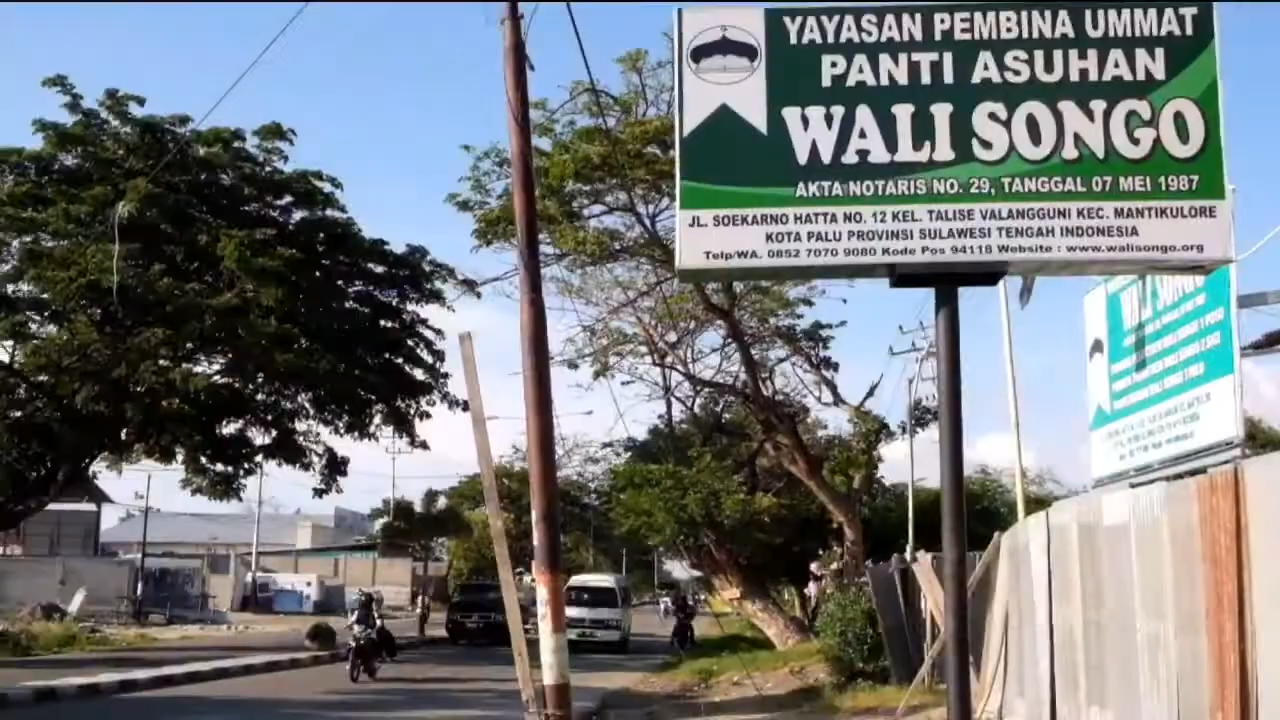 YAYASAN PEMBINA UMMAT
PANTI ASUHAN
WALI SONGO
AKTA NOTARIS NO. 29, TANGGAL 07 MEI 1987
JL. SOEKARNO HATTA NO. 12 KEL. TALISE VALANGGUNI KEC. MANTIKULORE
KOTA PALU PROVINSI SULAWESI TENGAH INDONESIA
Telp/WA. 0852 7070 9080 Kode Pos 94118 Website : www.walisongo.org
WALI SONGO